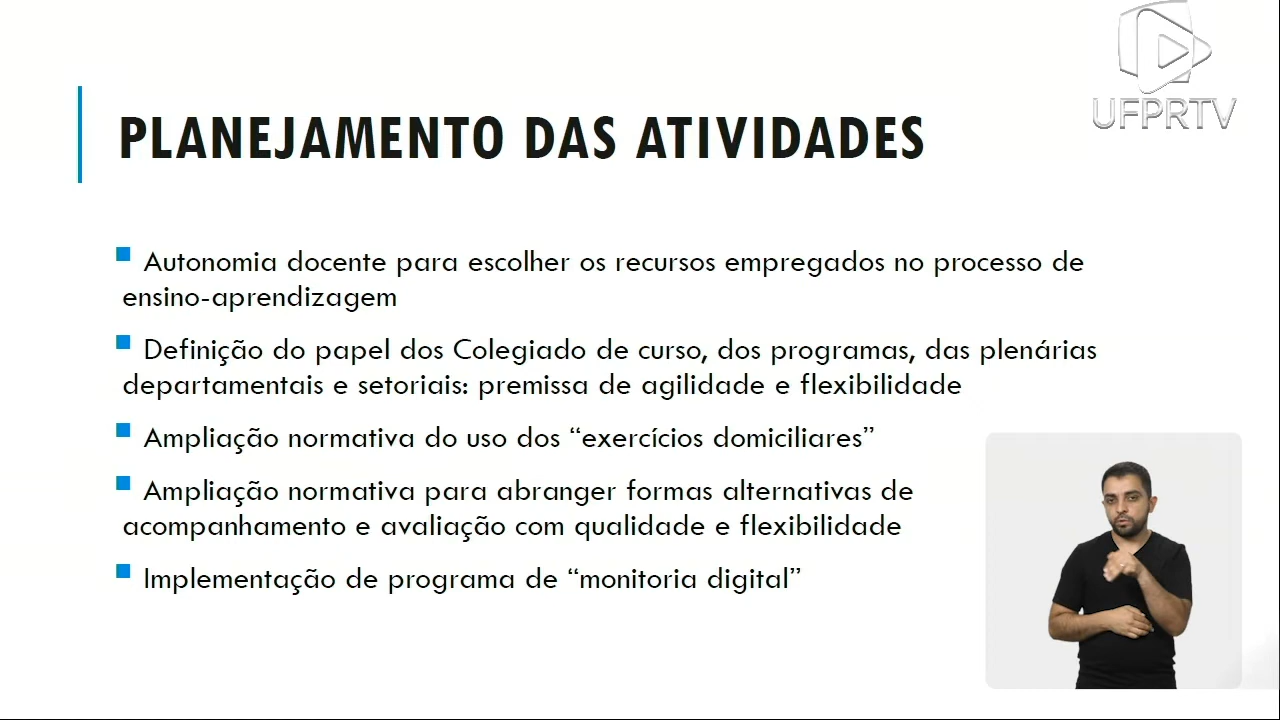 UFPRTV
PLANEJAMENTO DAS ATIVIDADES
Autonomia docente para escolher os recursos empregados no processo de
ensino-aprendizagem
Definição do papel dos Colegiado de curso, dos programas, das plenárias
departamentais e setoriais: premissa de agilidade e flexibilidade
Ampliação normativa do uso dos “exercícios domiciliares”
Ampliação normativa para abranger formas alternativas de
acompanhamento e avaliação com qualidade e flexibilidade
Implementação de programa de “monitoria digital”